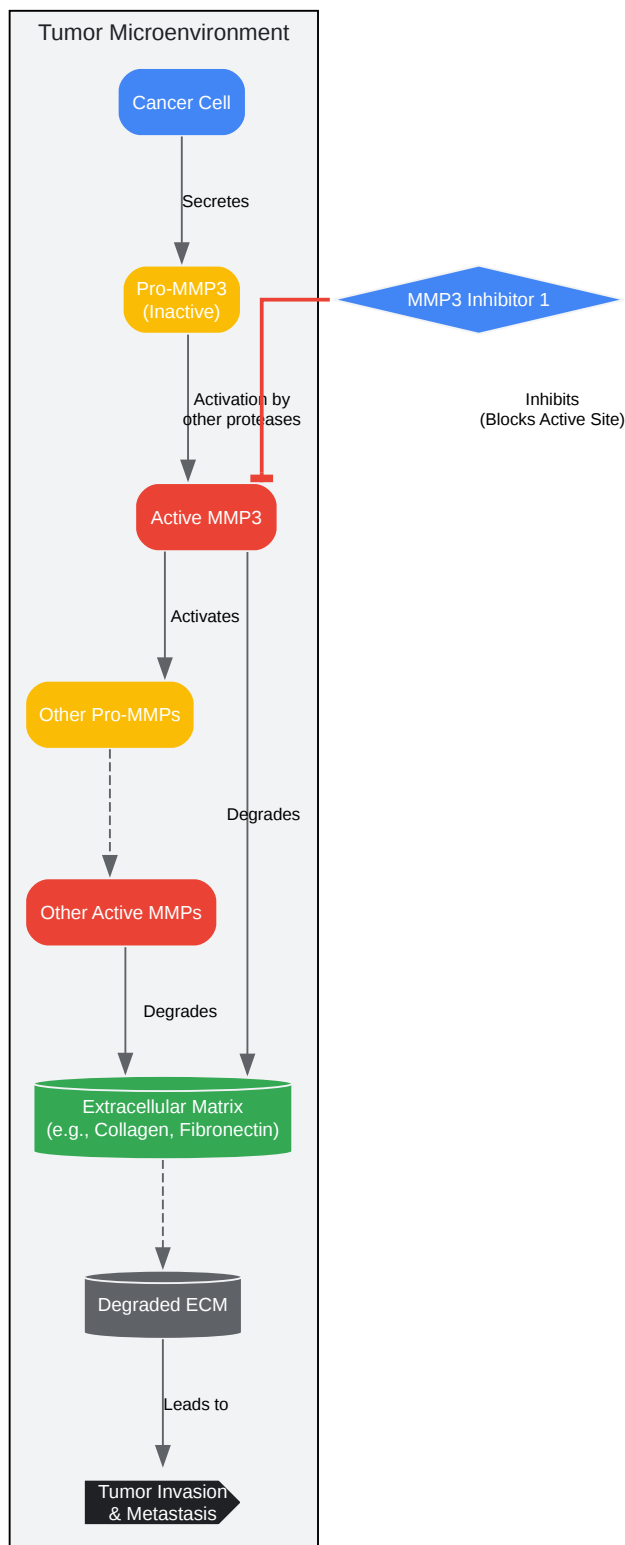 Tumor Microenvironment
Cancer Cell
Secretes
Pro-MMP3
(Inactive)
MMP3 Inhibitor 1
Activation by
other proteases
Inhibits
(Blocks Active Site)
Active MMP3
Activates
Other Pro-MMPs
Degrades
Other Active MMPs
Degrades
Extracellular Matrix
(e.g., Collagen, Fibronectin)
Degraded ECM
Leads to
Tumor Invasion
& Metastasis